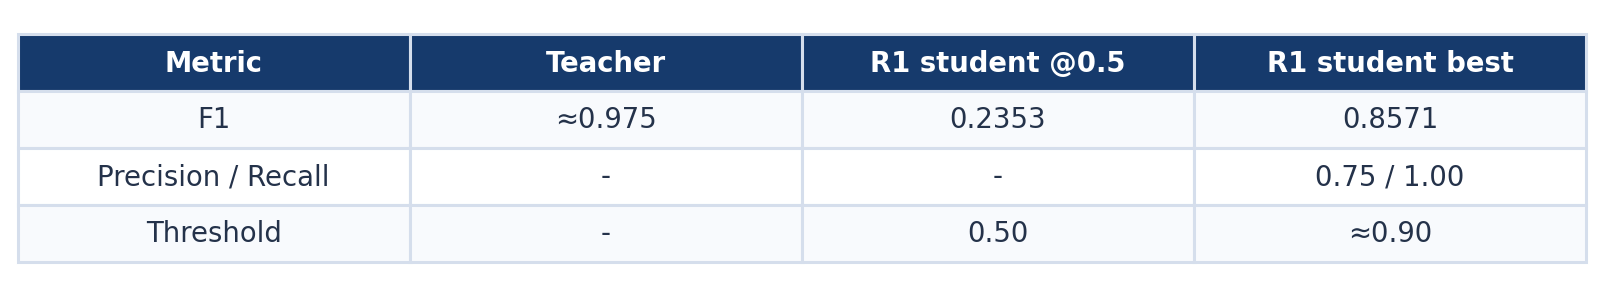 Metric Teacher R1 student @0.5 R1 student best
F1 ≈0.975 0.2353 0.8571
Precision / Recall - - 0.75 / 1.00
Threshold - 0.50 ≈0.90